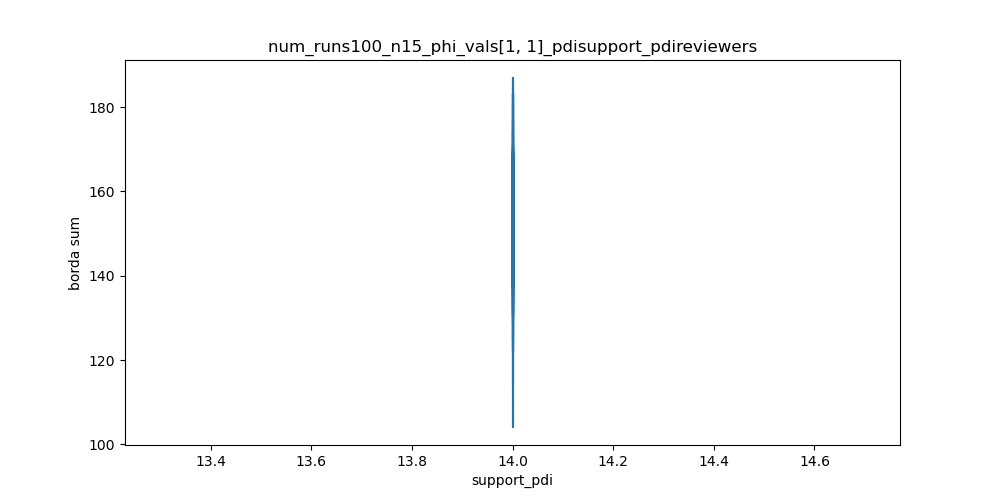 num_runs100_n15_phi_vals[1, 1]_pdisupport_pdireviewers
180
160
140
120
100
borda sum
13.4 13.6 13.8 14.0 14.2 14.4 14.6
support_pdi